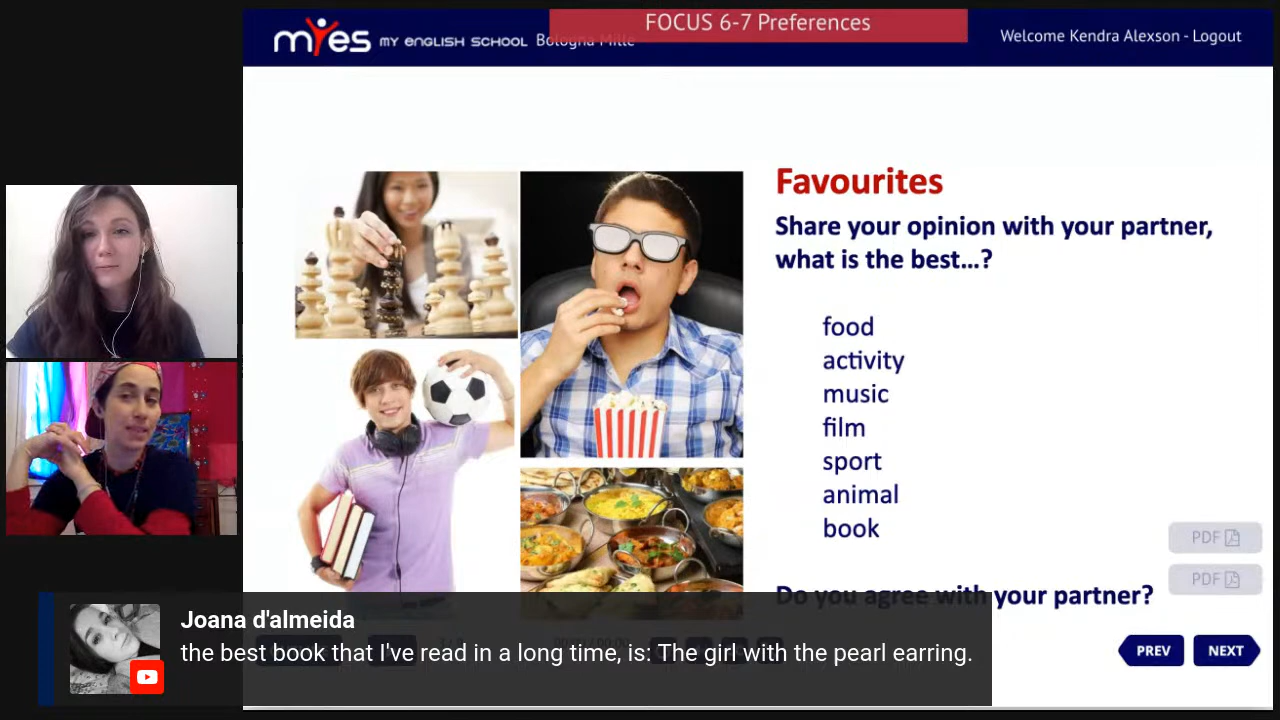 FOCUS 6-7 Preferences
myes MY ENGLISH SCHOOL Bologna Mille
Welcome Kendra Alexson - Logout
Favourites
Share your opinion with your partner,
what is the best...?
food
activity
music
film
sport
animal
book
PDF
PDF
Do you agree with your partner?
PREV
NEXT
Joana d'almeida
the best book that I've read in a long time, is: The girl with the pearl earring.